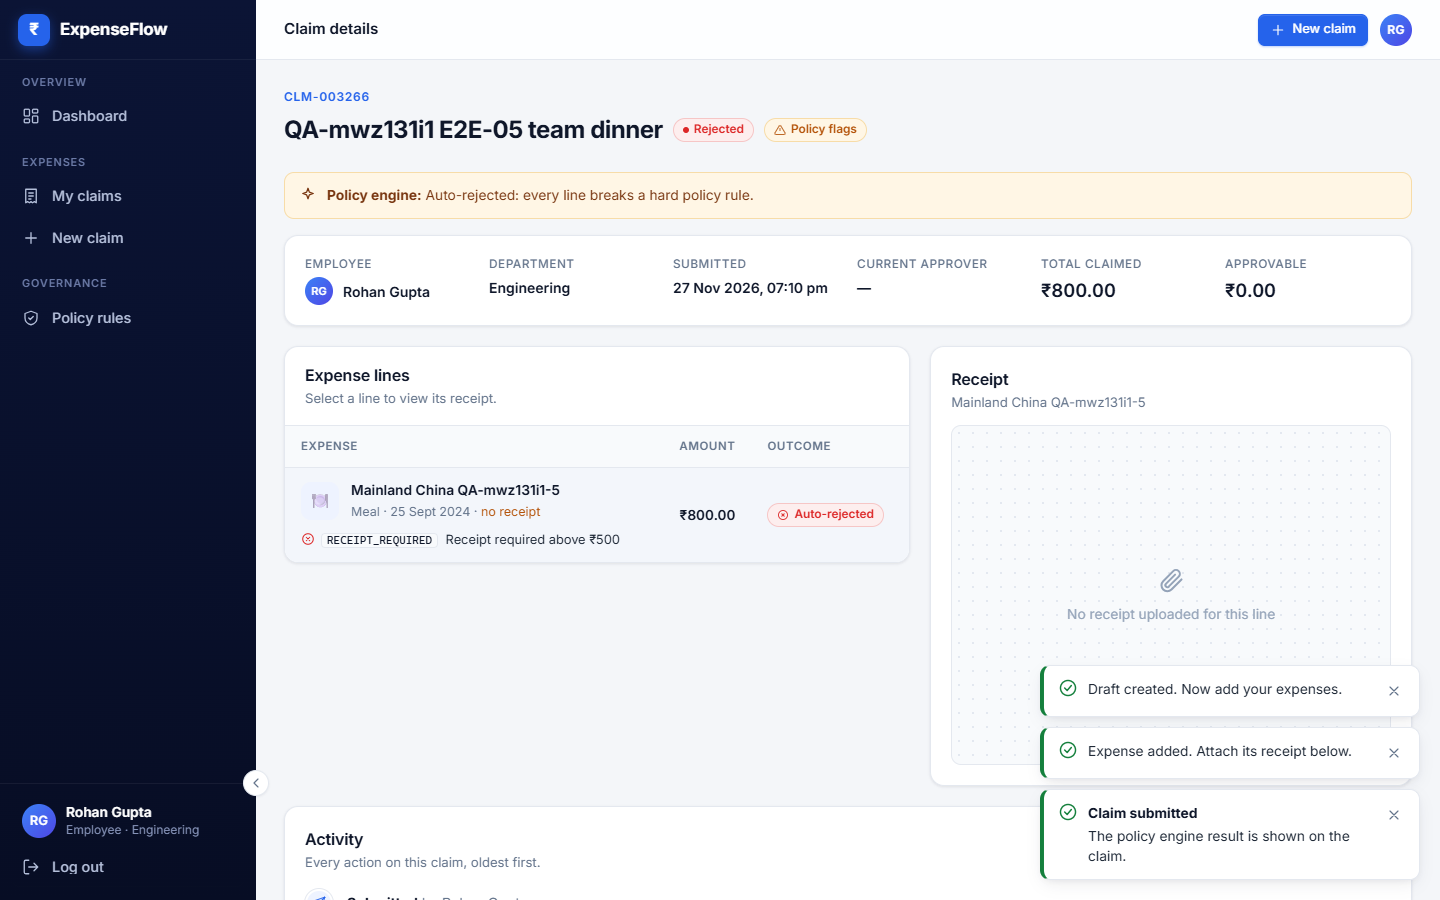 ₹ ExpenseFlow
OVERVIEW
Dashboard
EXPENSES
My claims
New claim
GOVERNANCE
Policy rules
RG
Rohan Gupta
Employee · Engineering
Log out
Claim details
New claim
RG
CLM-003266
QA-mwz131i1 E2E-05 team dinner
Rejected
Policy flags
Policy engine: Auto-rejected: every line breaks a hard policy rule.
EMPLOYEE
RG Rohan Gupta
DEPARTMENT
Engineering
SUBMITTED
27 Nov 2026, 07:10 pm
CURRENT APPROVER
—
TOTAL CLAIMED
₹800.00
APPROVABLE
₹0.00
Expense lines
Select a line to view its receipt.
EXPENSE AMOUNT OUTCOME
Mainland China QA-mwz131i1-5
Meal · 25 Sept 2024 · no receipt
₹800.00
Auto-rejected
RECEIPT_REQUIRED Receipt required above ₹500
Receipt
Mainland China QA-mwz131i1-5
No receipt uploaded for this line
Activity
Every action on this claim, oldest first.
Draft created. Now add your expenses.
Expense added. Attach its receipt below.
Claim submitted
The policy engine result is shown on the
claim.